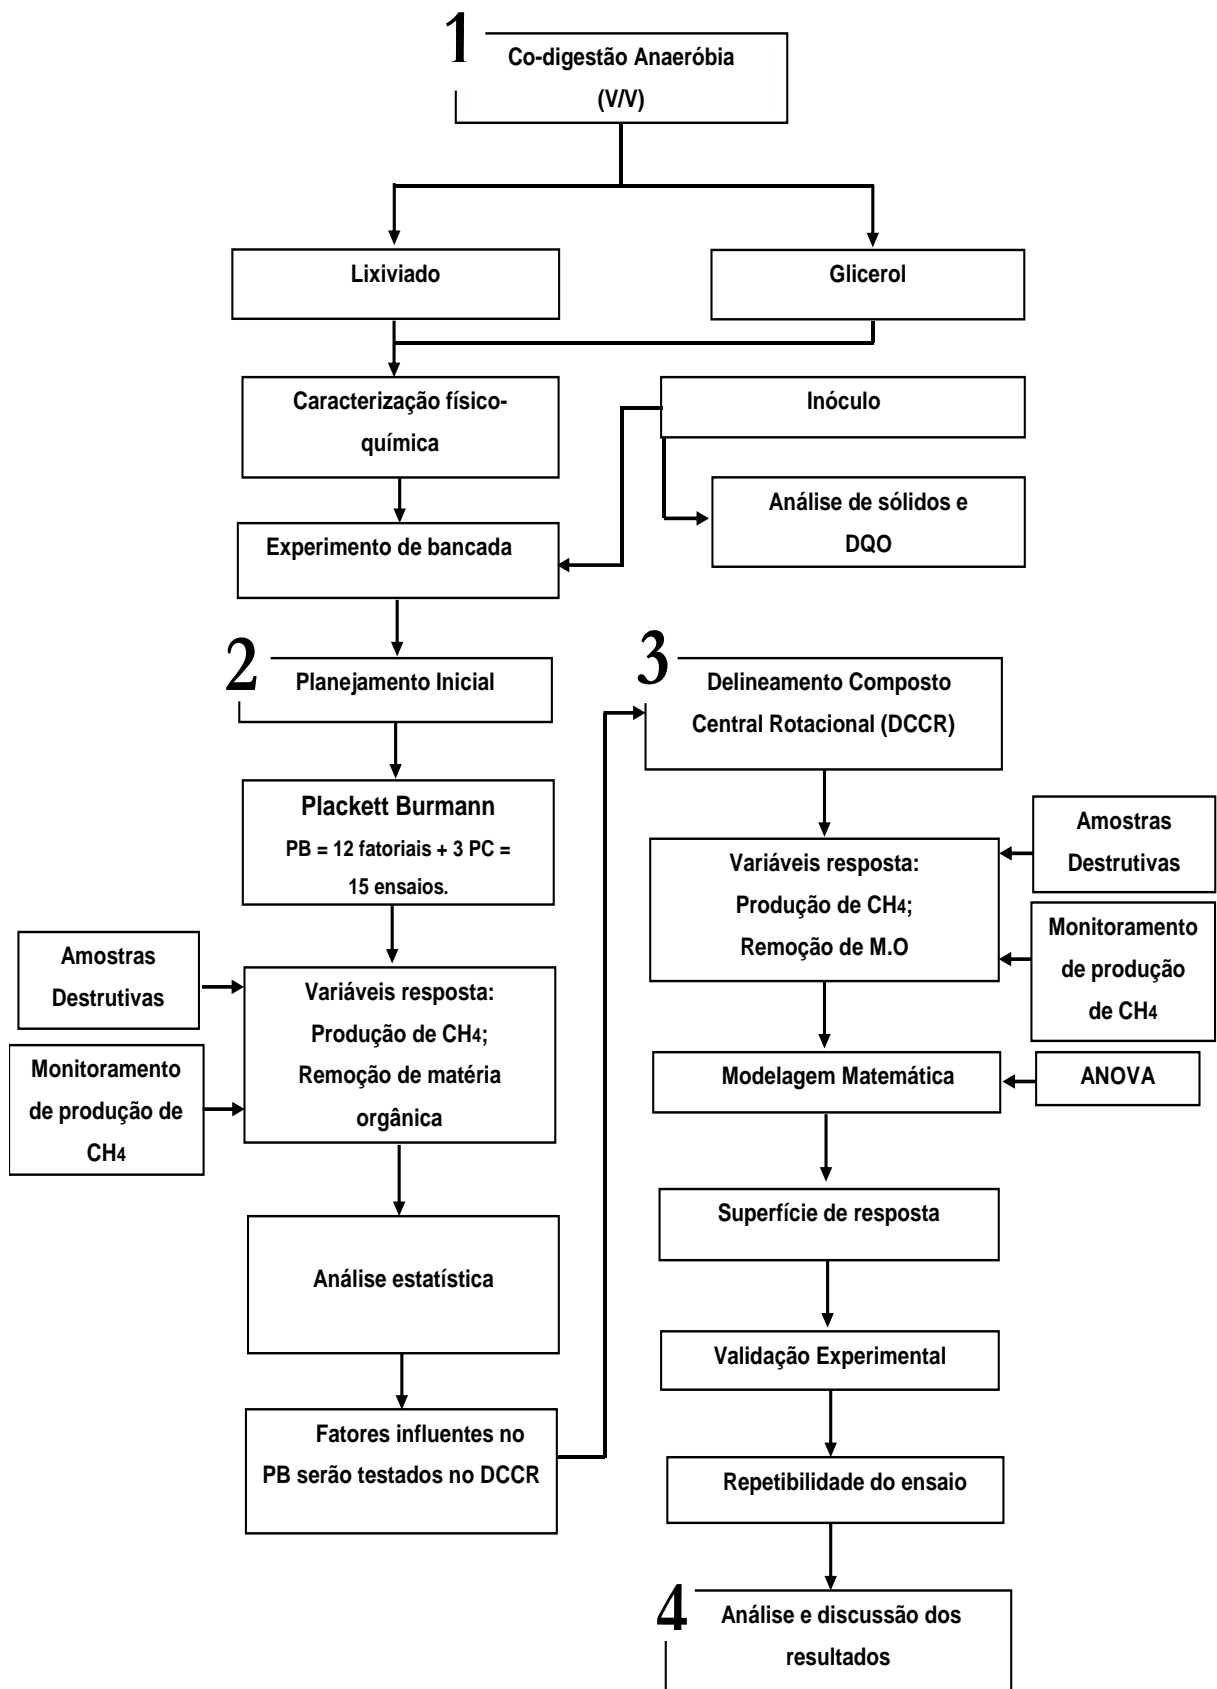 1
Co-digestão Anaeróbia
(V/V)
Lixiviado
Glicerol
Caracterização físico-
química
Inóculo
Análise de sólidos e
DQO
Experimento de bancada
2
Planejamento Inicial
Plackett Burmann
PB = 12 fatoriais + 3 PC =
15 ensaios.
Amostras
Destrutivas
Monitoramento
de produção de
CH4
Variáveis resposta:
Produção de CH4;
Remoção de matéria
orgânica
Análise estatística
Fatores influentes no
PB serão testados no DCCR
3
Delineamento Composto
Central Rotacional (DCCR)
Variáveis resposta:
Produção de CH4;
Remoção de M.O
Amostras
Destrutivas
Monitoramento
de produção
de CH4
Modelagem Matemática
ANOVA
Superfície de resposta
Validação Experimental
Repetibilidade do ensaio
4
Análise e discussão dos
resultados